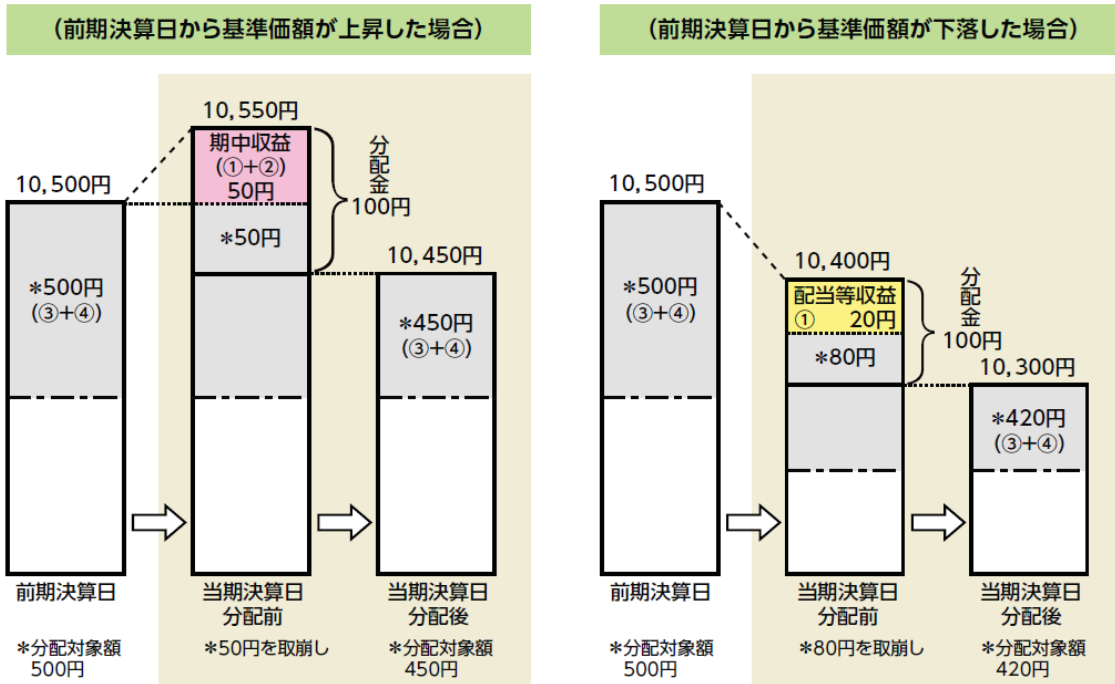 （前期決算日から基準価額が上昇した場合）
10,550円
期中収益
(①+②)
50円
分配金
100円
10,500円
*50円
10,450円
*500円
(③+④)
*450円
(③+④)
前期決算日
当期決算日
分配前
当期決算日
分配後
*分配対象額
500円
*50円を取崩し
*分配対象額
450円
（前期決算日から基準価額が下落した場合）
10,500円
10,400円
*500円
(③+④)
配当等収益
① 20円
分配金
100円
*80円
10,300円
*420円
(③+④)
前期決算日
当期決算日
分配前
当期決算日
分配後
*分配対象額
500円
*80円を取崩し
*分配対象額
420円